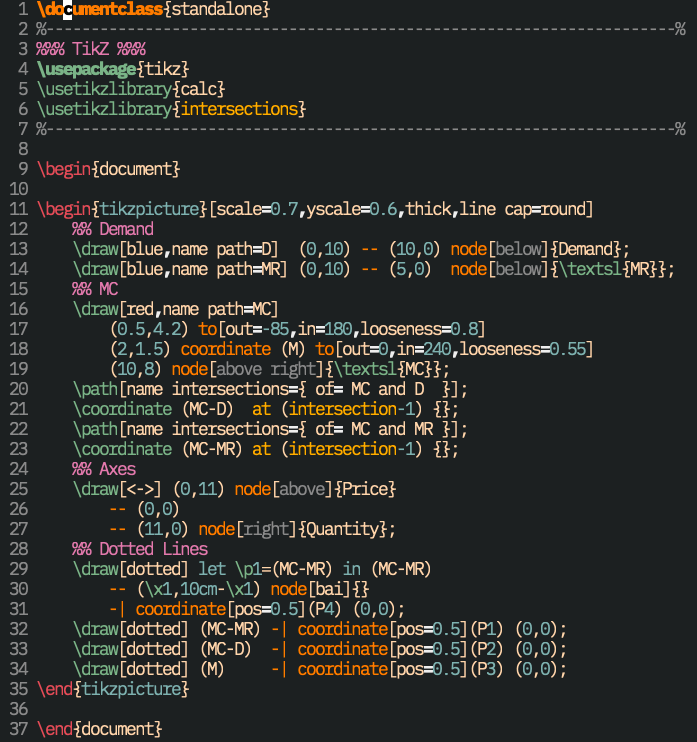 1 \documentclass{standalone}
2 %----------------------------------------------------------------------%
3 %%% TikZ %%%
4 \usepackage{tikz}
5 \usetikzlibrary{calc}
6 \usetikzlibrary{intersections}
7 %----------------------------------------------------------------------%
8
9 \begin{document}
10
11 \begin{tikzpicture}[scale=0.7,yscale=0.6,thick,line cap=round]
12     %% Demand
13     \draw[blue,name path=D]  (0,10) -- (10,0) node[below]{Demand};
14     \draw[blue,name path=MR] (0,10) -- (5,0)  node[below]{\textsl{MR}};
15     %% MC
16     \draw[red,name path=MC]
17         (0.5,4.2) to[out=-85,in=180,looseness=0.8]
18         (2,1.5) coordinate (M) to[out=0,in=240,looseness=0.55]
19         (10,8) node[above right]{\textsl{MC}};
20     \path[name intersections={ of= MC and D  }];
21     \coordinate (MC-D)  at (intersection-1) {};
22     \path[name intersections={ of= MC and MR }];
23     \coordinate (MC-MR) at (intersection-1) {};
24     %% Axes
25     \draw[<->] (0,11) node[above]{Price}
26         -- (0,0)
27         -- (11,0) node[right]{Quantity};
28     %% Dotted Lines
29     \draw[dotted] let \p1=(MC-MR) in (MC-MR)
30         -- (\x1,10cm-\x1) node[bai]{}
31         -| coordinate[pos=0.5](P4) (0,0);
32     \draw[dotted] (MC-MR) -| coordinate[pos=0.5](P1) (0,0);
33     \draw[dotted] (MC-D)  -| coordinate[pos=0.5](P2) (0,0);
34     \draw[dotted] (M)     -| coordinate[pos=0.5](P3) (0,0);
35 \end{tikzpicture}
36
37 \end{document}